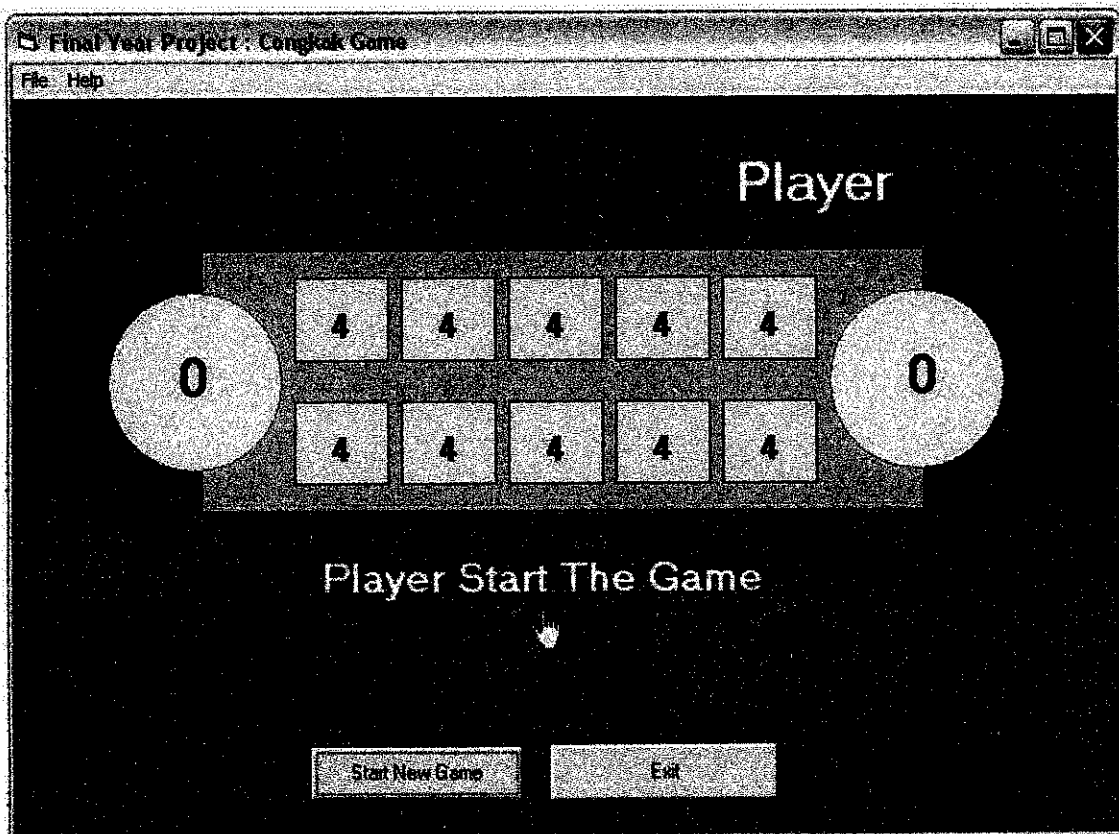 Final Year Project : Congkak Game
File Help
Player
4 4 4 4 4
0 0
4 4 4 4 4
Player Start The Game
Start New Game Exit